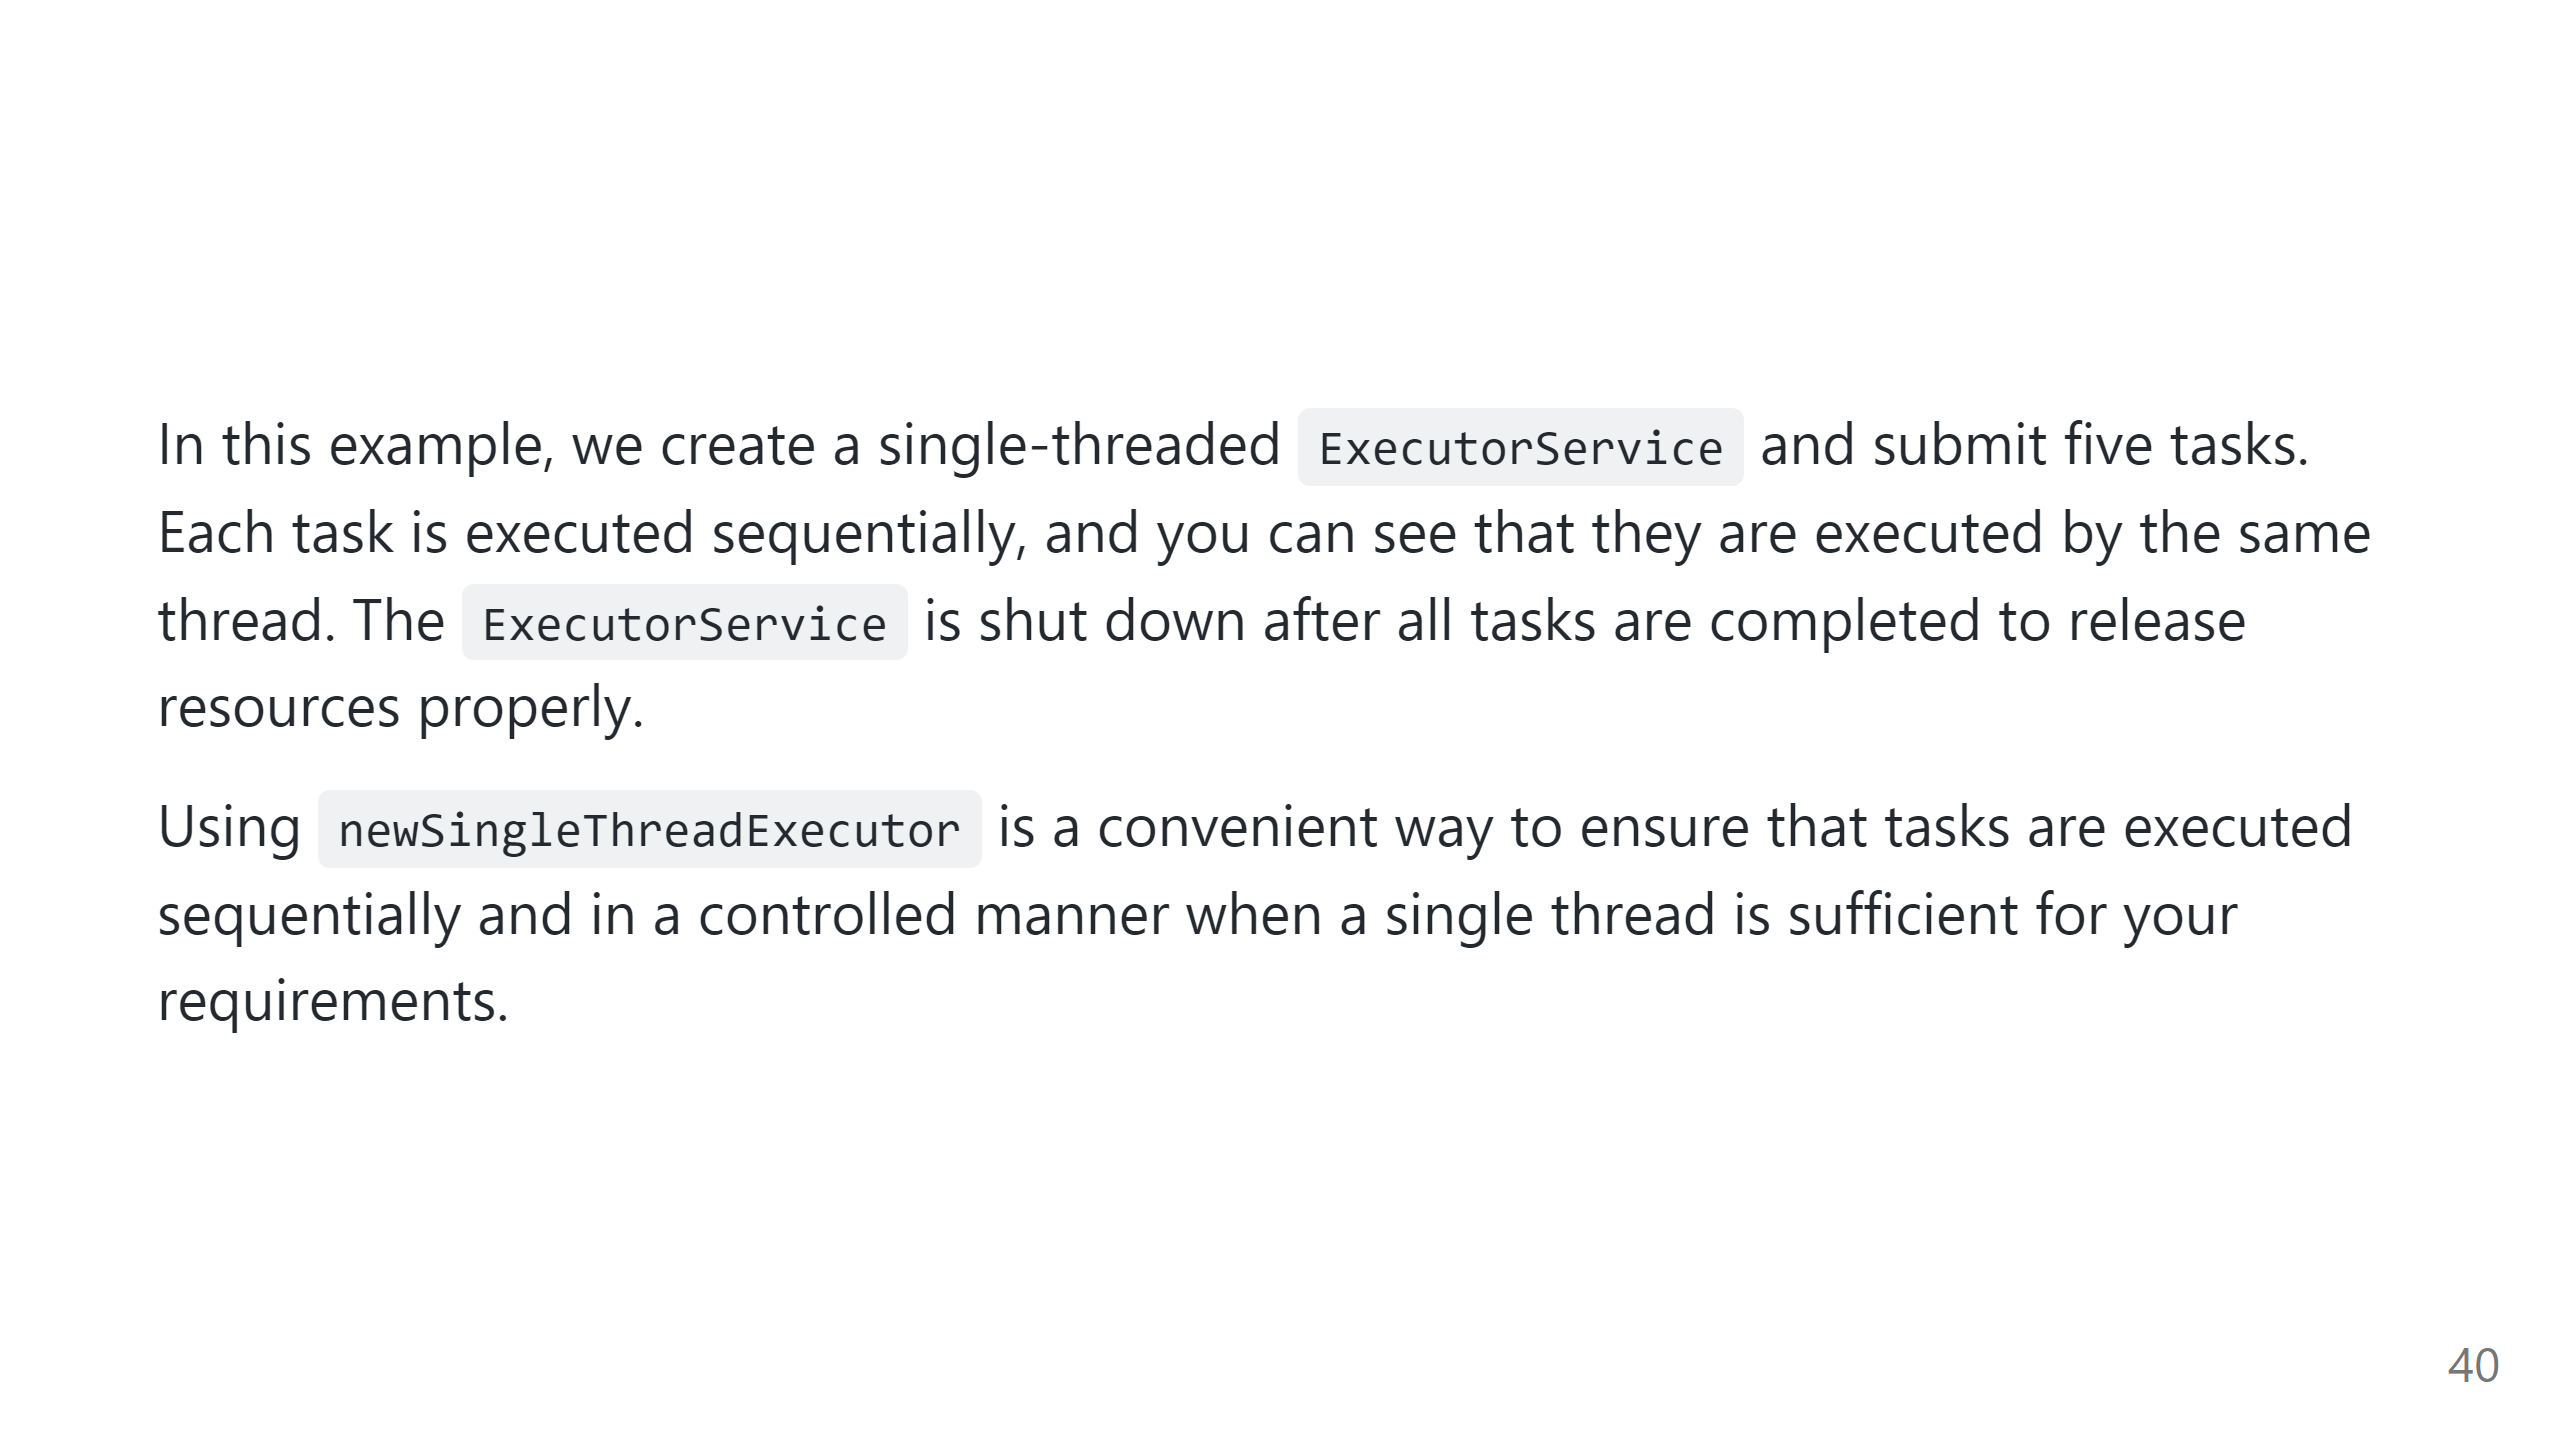 In this example, we create a single-threaded ExecutorService and submit five tasks.
Each task is executed sequentially, and you can see that they are executed by the same
thread. The ExecutorService is shut down after all tasks are completed to release
resources properly.
Using newSingleThreadExecutor is a convenient way to ensure that tasks are executed
sequentially and in a controlled manner when a single thread is sufficient for your
requirements.
40